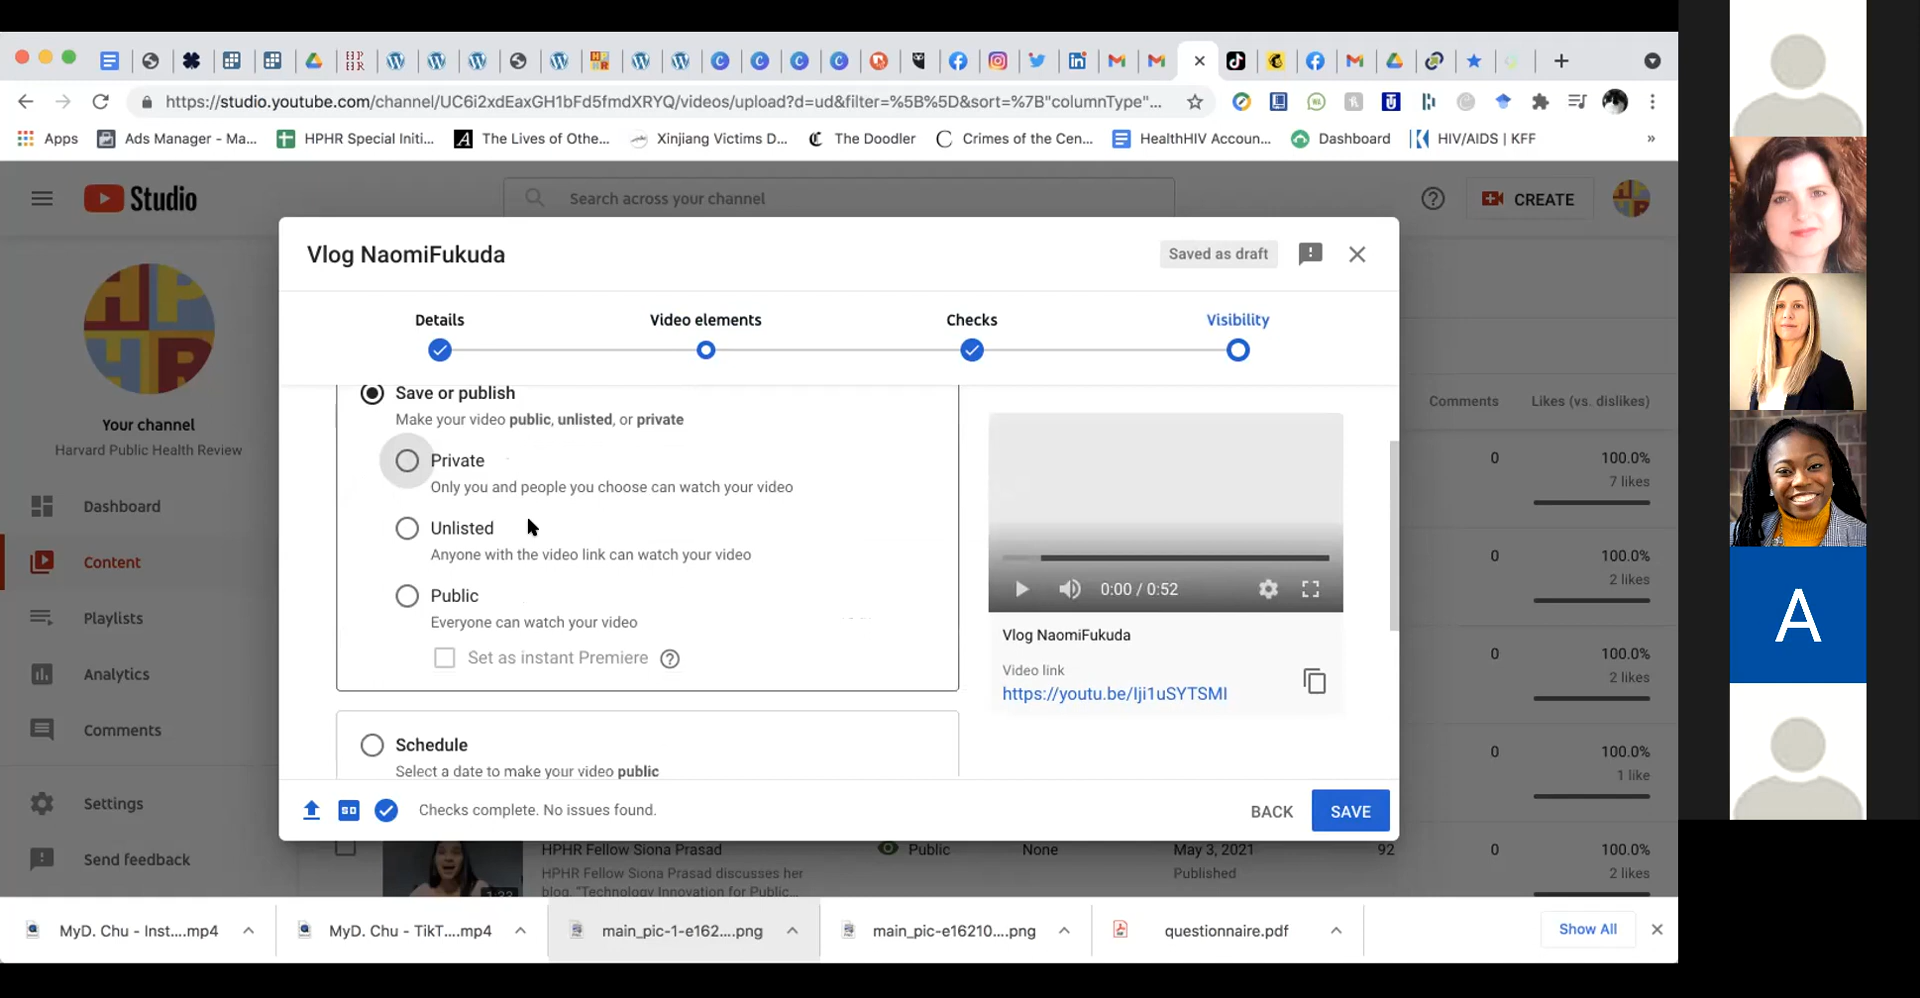 https://studio.youtube.com/channel/UC6i2xdEaxGH1bFd5fmdXRYQ/videos/upload?d=ud&filter=%5B%5D&sort=%7B"columnType"...
Apps
Ads Manager - Ma...
HPHR Special Initi...
The Lives of Othe...
Xinjiang Victims D...
The Doodler
Crimes of the Cen...
HealthHIV Accoun...
Dashboard
HIV/AIDS | KFF
»
Studio
Search across your channel
CREATE
Your channel
Harvard Public Health Review
Dashboard
Content
Playlists
Analytics
Comments
Settings
Send feedback
Vlog NaomiFukuda
Saved as draft
Details
Video elements
Checks
Visibility
Save or publish
Make your video public, unlisted, or private
Private
Only you and people you choose can watch your video
Unlisted
Anyone with the video link can watch your video
Public
Everyone can watch your video
Set as instant Premiere
Schedule
Select a date to make your video public
0:00 / 0:52
Vlog NaomiFukuda
Video link
https://youtu.be/Iji1uSYTSMI
SD
Checks complete. No issues found.
BACK
SAVE
Comments
Likes (vs. dislikes)
0
100.0%
7 likes
0
100.0%
2 likes
0
100.0%
2 likes
0
100.0%
1 like
HPHR Fellow Siona Prasad
HPHR Fellow Siona Prasad discusses her
blog, "Technology Innovation for Public...
Public
None
May 3, 2021
Published
92
0
100.0%
2 likes
MyD. Chu - Inst....mp4
MyD. Chu - TikT....mp4
main_pic-1-e162....png
main_pic-e16210....png
questionnaire.pdf
Show All
A